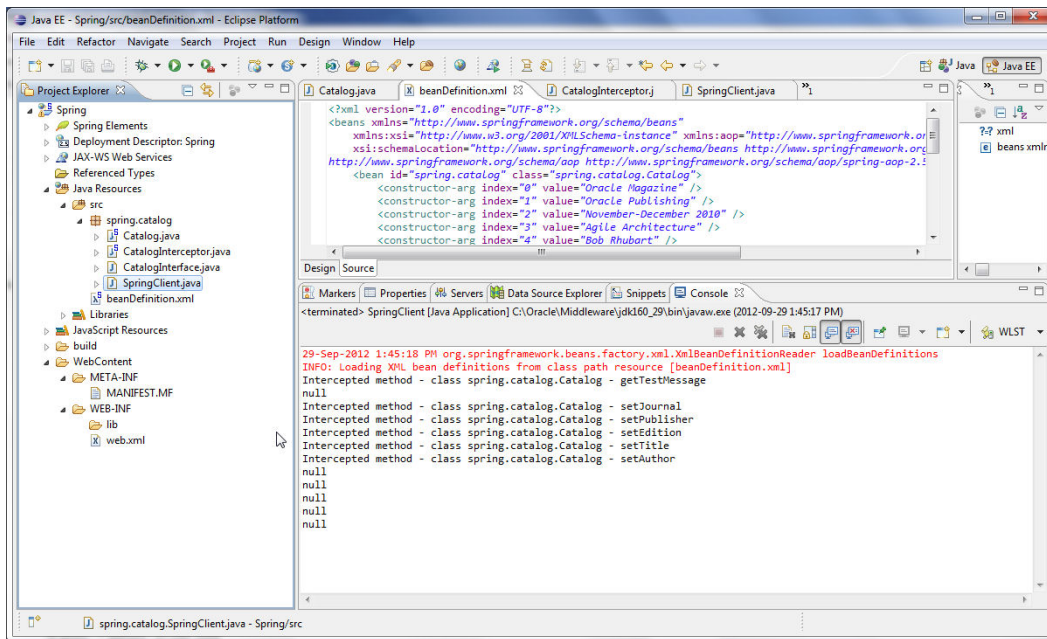 Java EE - Spring/src/beanDefinition.xml - Eclipse Platform
File Edit Refactor Navigate Search Project Run Design Window Help
Java Java EE
Project Explorer
Spring
Spring Elements
Deployment Descriptor: Spring
JAX-WS Web Services
Referenced Types
Java Resources
src
spring.catalog
Catalog.java
CatalogInterceptor.java
CatalogInterface.java
SpringClient.java
beanDefinition.xml
Libraries
JavaScript Resources
build
WebContent
META-INF
MANIFEST.MF
WEB-INF
lib
web.xml
Catalog.java beanDefinition.xml CatalogInterceptor.j SpringClient.java »1
<?xml version="1.0" encoding="UTF-8"?>
<beans xmlns="http://www.springframework.org/schema/beans"
xmlns:xsi="http://www.w3.org/2001/XMLSchema-instance" xmlns:aop="http://www.springframework.or
xsi:schemaLocation="http://www.springframework.org/schema/beans http://www.springframework.org
http://www.springframework.org/schema/aop http://www.springframework.org/schema/aop/spring-aop-2.5
<bean id="spring.catalog" class="spring.catalog.Catalog">
<constructor-arg index="0" value="Oracle Magazine" />
<constructor-arg index="1" value="Oracle Publishing" />
<constructor-arg index="2" value="November-December 2010" />
<constructor-arg index="3" value="Agile Architecture" />
<constructor-arg index="4" value="Bob Rhubart" />
Design Source
»1
?-? xml
beans xmlr
Markers Properties Servers Data Source Explorer Snippets Console
<terminated> SpringClient [Java Application] C:\Oracle\Middleware\jdk160_29\bin\javaw.exe (2012-09-29 1:45:17 PM)
WLST
29-Sep-2012 1:45:18 PM org.springframework.beans.factory.xml.XmlBeanDefinitionReader loadBeanDefinitions
INFO: Loading XML bean definitions from class path resource [beanDefinition.xml]
Intercepted method - class spring.catalog.Catalog - getTestMessage
null
Intercepted method - class spring.catalog.Catalog - setJournal
Intercepted method - class spring.catalog.Catalog - setPublisher
Intercepted method - class spring.catalog.Catalog - setEdition
Intercepted method - class spring.catalog.Catalog - setTitle
Intercepted method - class spring.catalog.Catalog - setAuthor
null
null
null
null
null
spring.catalog.SpringClient.java - Spring/src